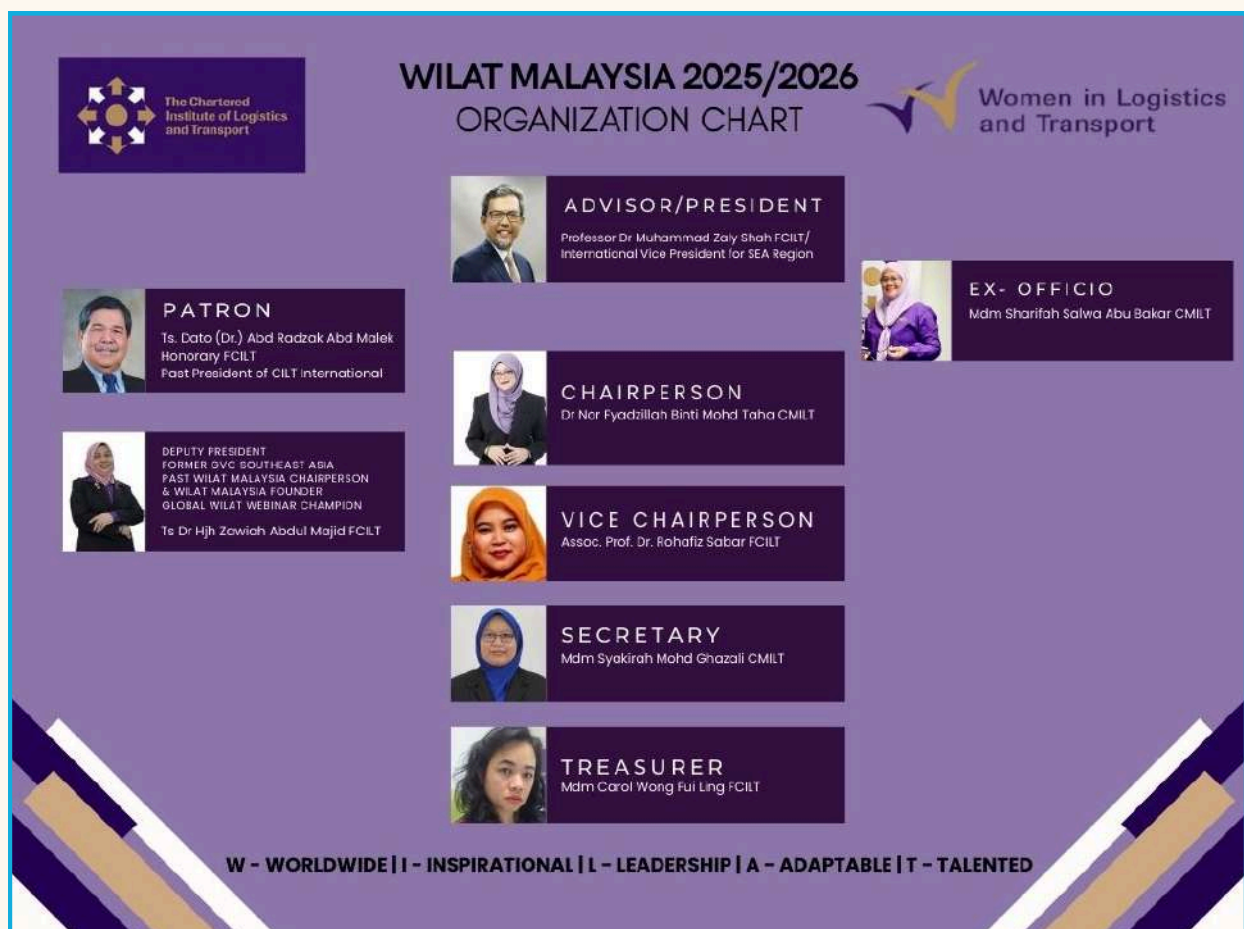 The Chartered
Institute of Logistics
and Transport
WILAT MALAYSIA 2025/2026
ORGANIZATION CHART
Women in Logistics
and Transport
ADVISOR/PRESIDENT
Professor Dr Muhammad Zaly Shah FCILT/
International Vice President for SEA Region
EX- OFFICIO
Mdm Sharifah Salwa Abu Bakar CMILT
PATRON
Ts. Dato (Dr.) Abd Radzak Abd Malek
Honorary FCILT
Past President of CILT International
CHAIRPERSON
Dr Nor Fyadzillah Binti Mohd Taha CMILT
DEPUTY PRESIDENT
FORMER GVC SOUTHEAST ASIA
PAST WILAT MALAYSIA CHAIRPERSON
& WILAT MALAYSIA FOUNDER
GLOBAL WILAT WEBINAR CHAMPION
Ts Dr Hjh Zawiah Abdul Majid FCILT
VICE CHAIRPERSON
Assoc. Prof. Dr. Rohafiz Sabar FCILT
SECRETARY
Mdm Syakirah Mohd Ghazali CMILT
TREASURER
Mdm Carol Wong Fui Ling FCILT
W - WORLDWIDE | I - INSPIRATIONAL | L - LEADERSHIP | A - ADAPTABLE | T - TALENTED